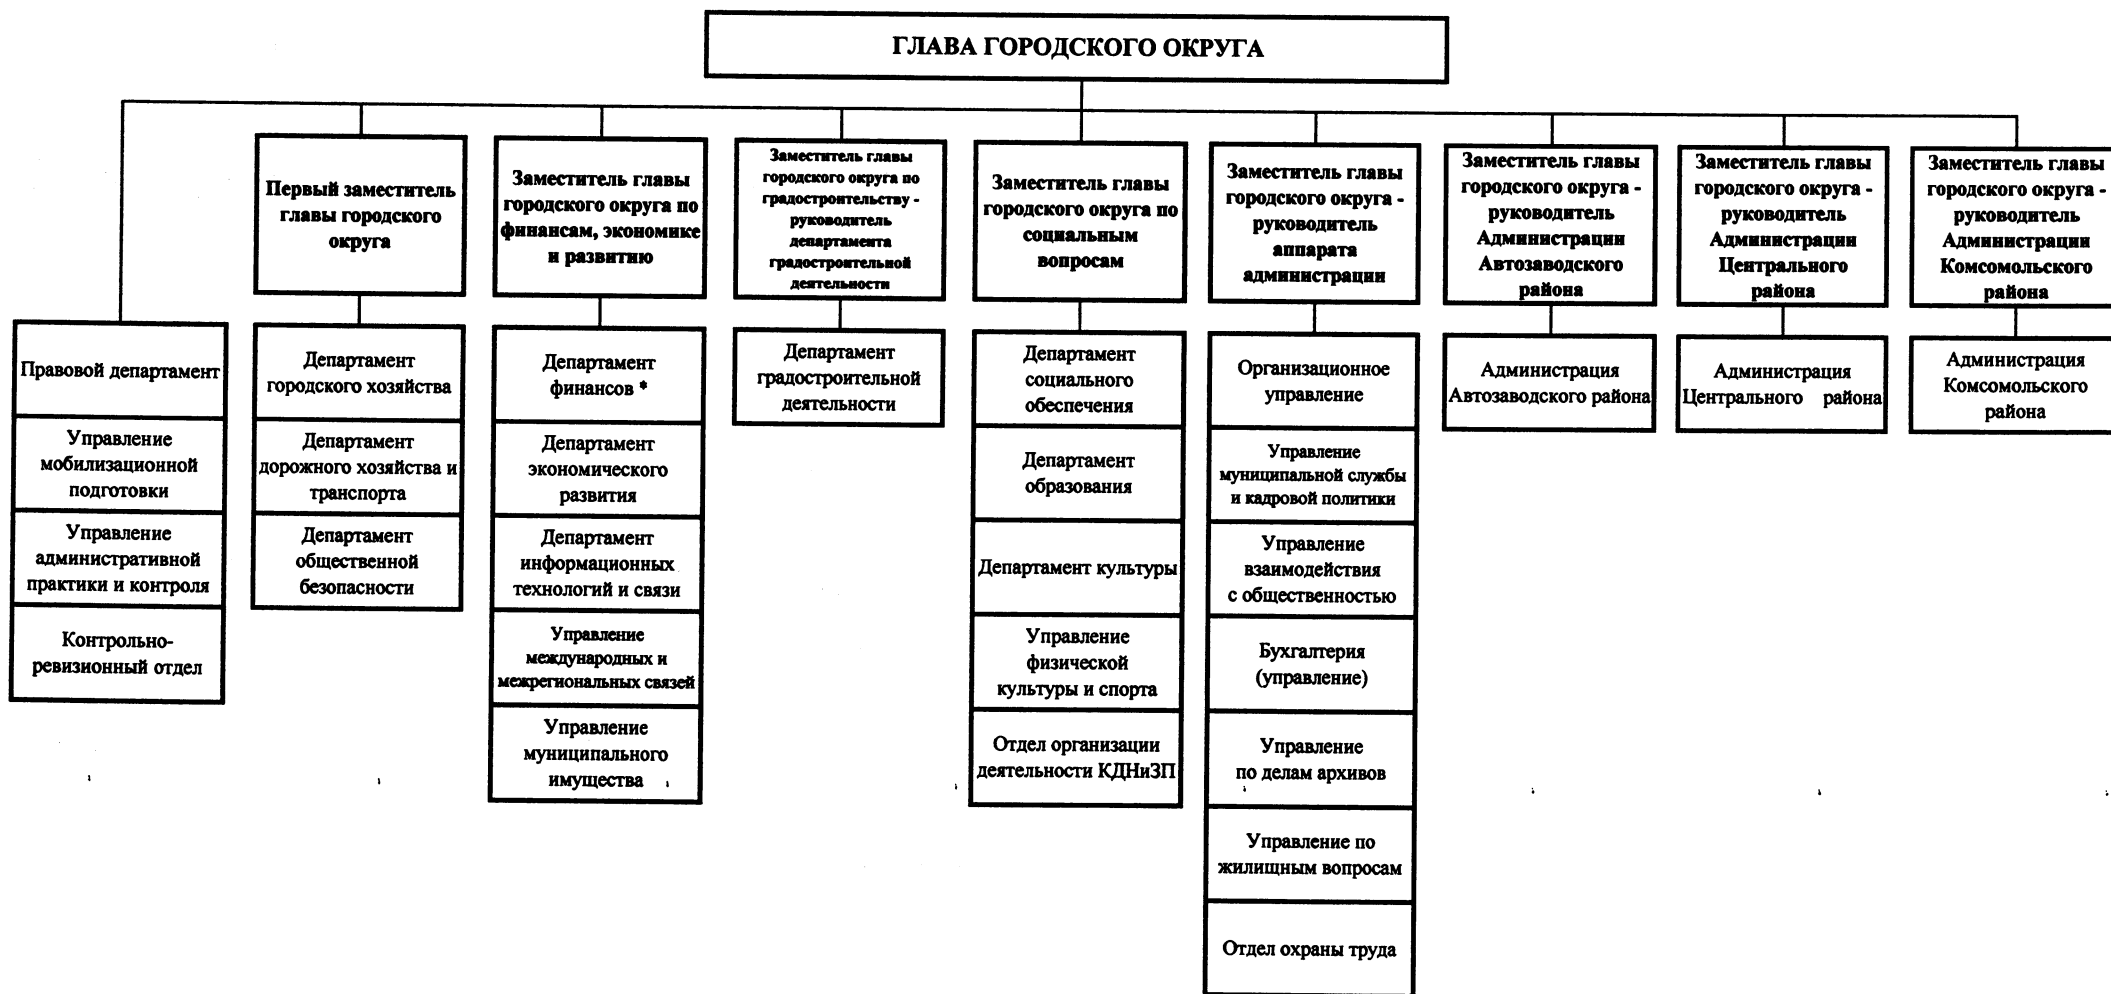 ГЛАВА ГОРОДСКОГО ОКРУГА
Первый заместитель
главы городского
округа
Заместитель главы
городского округа по
финансам, экономике
и развитию
Заместитель главы
городского округа по
градостроительству -
руководитель
департамента
градостроительной
деятельности
Заместитель главы
городского округа по
социальным
вопросам
Заместитель главы
городского округа -
руководитель
аппарата
администрации
Заместитель главы
городского округа -
руководитель
Администрации
Автозаводского
района
Заместитель главы
городского округа -
руководитель
Администрации
Центрального
района
Заместитель главы
городского округа -
руководитель
Администрации
Комсомольского
района
Правовой департамент
Управление
мобилизационной
подготовки
Управление
административной
практики и контроля
Контрольно-
ревизионный отдел
Департамент
городского хозяйства
Департамент
дорожного хозяйства и
транспорта
Департамент
общественной
безопасности
Департамент
финансов *
Департамент
экономического
развития
Департамент
информационных
технологий и связи
Управление
международных и
межрегиональных связей
Управление
муниципального
имущества
Департамент
градостроительной
деятельности
Департамент
социального
обеспечения
Департамент
образования
Департамент культуры
Управление
физической
культуры и спорта
Отдел организации
деятельности КДНиЗП
Организационное
управление
Управление
муниципальной службы
и кадровой политики
Управление
взаимодействия
с общественностью
Бухгалтерия
(управление)
Управление
по делам архивов
Управление по
жилищным вопросам
Отдел охраны труда
Администрация
Автозаводского района
Администрация
Центрального района
Администрация
Комсомольского
района